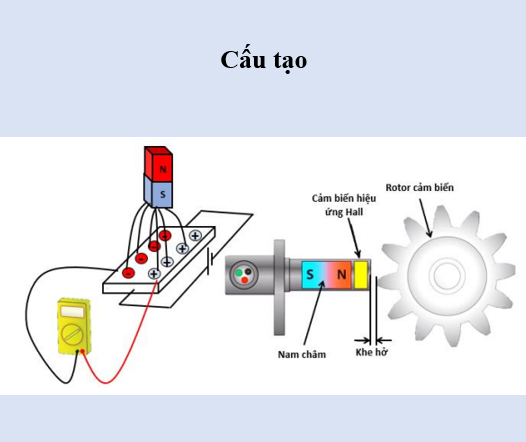 Cấu tạo
N
S
- - - -
+ + + +
Cảm biến hiệu
ứng Hall
Rotor cảm biến
S N
Nam châm
Khe hở